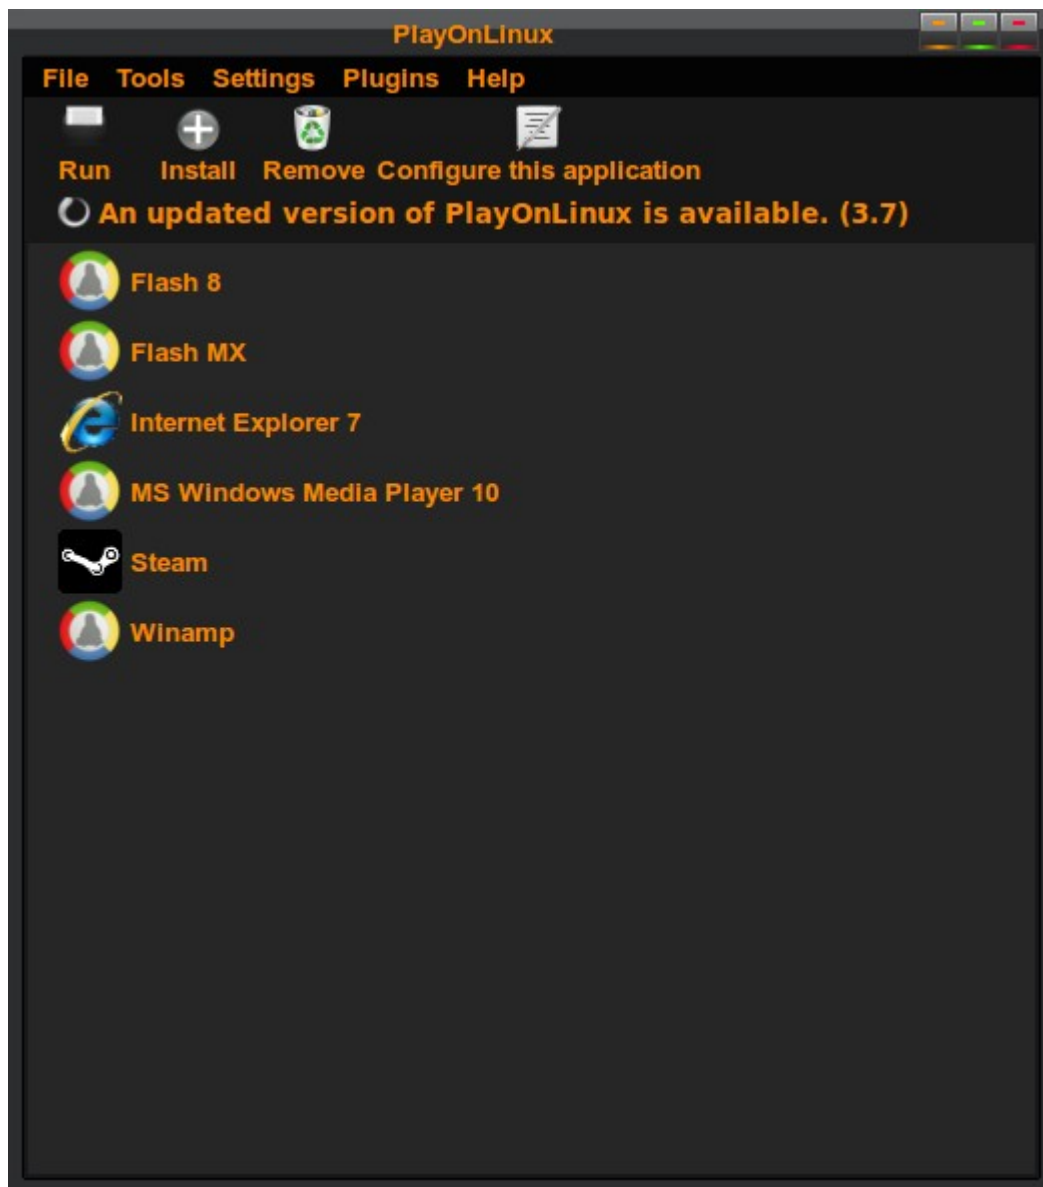 PlayOnLinux
File Tools Settings Plugins Help
Run Install Remove Configure this application
An updated version of PlayOnLinux is available. (3.7)
Flash 8
Flash MX
Internet Explorer 7
MS Windows Media Player 10
Steam
Winamp